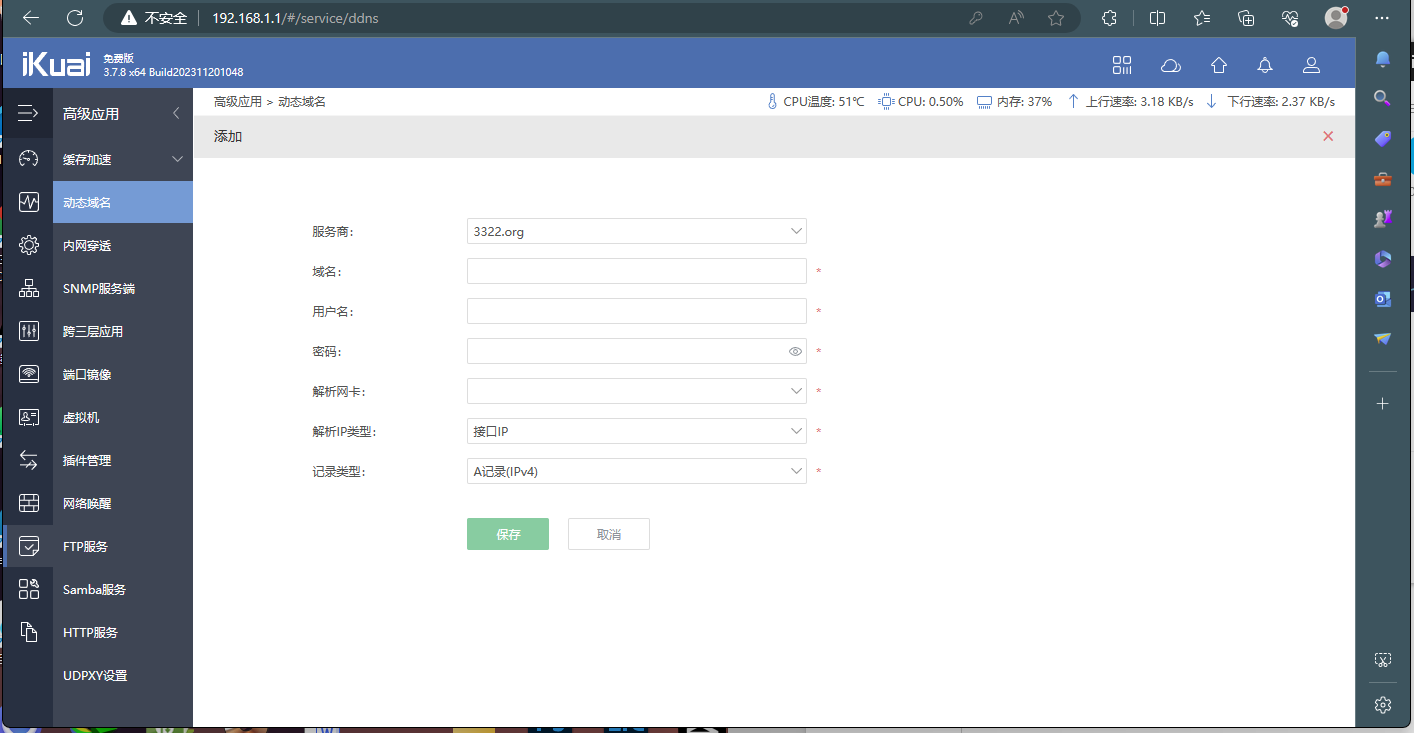 不安全 192.168.1.1/#/service/ddns
iKuai 免费版
3.7.8 x64 Build202311201048
高级应用
缓存加速
动态域名
内网穿透
SNMP服务端
跨三层应用
端口镜像
虚拟机
插件管理
网络唤醒
FTP服务
Samba服务
HTTP服务
UDPXY设置
高级应用 > 动态域名
CPU温度: 51℃ CPU: 0.50% 内存: 37% 上行速率: 3.18 KB/s 下行速率: 2.37 KB/s
添加
服务商: 3322.org
域名: *
用户名: *
密码: *
解析网卡: *
解析IP类型: 接口IP *
记录类型: A记录(IPv4) *
保存 取消